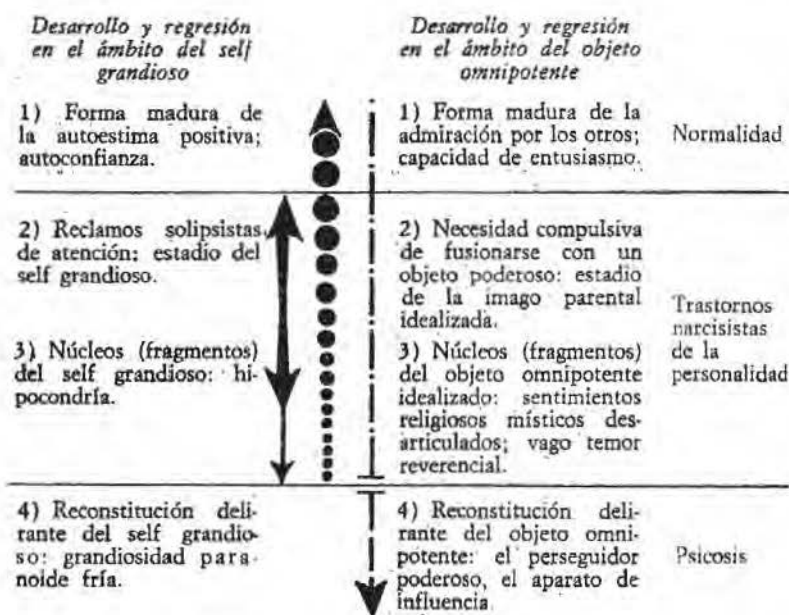 Desarrollo y regresión
en el ámbito del self
grandioso
1) Forma madura de
la autoestima positiva;
autoconfianza.
2) Reclamos solipsistas
de atención: estadio del
self grandioso.
3) Núcleos (fragmentos)
del self grandioso: hi-
pocondría.
4) Reconstitución deli-
rante del self grandio-
so: grandiosidad para-
noide fría.
Desarrollo y regresión
en el ámbito del objeto
omnipotente
1) Forma madura de la
admiración por los otros;
capacidad de entusiasmo.
2) Necesidad compulsiva
de fusionarse con un
objeto poderoso: estadio
de la imago parental
idealizada.
3) Núcleos (fragmentos)
del objeto omnipotente
idealizado: sentimientos
religiosos místicos des-
articulados; vago temor
reverencial.
4) Reconstitución deli-
rante del objeto omni-
potente: el perseguidor
poderoso, el aparato de
influencia
Normalidad
Trastornos
narcisistas
de la
personalidad
Psicosis